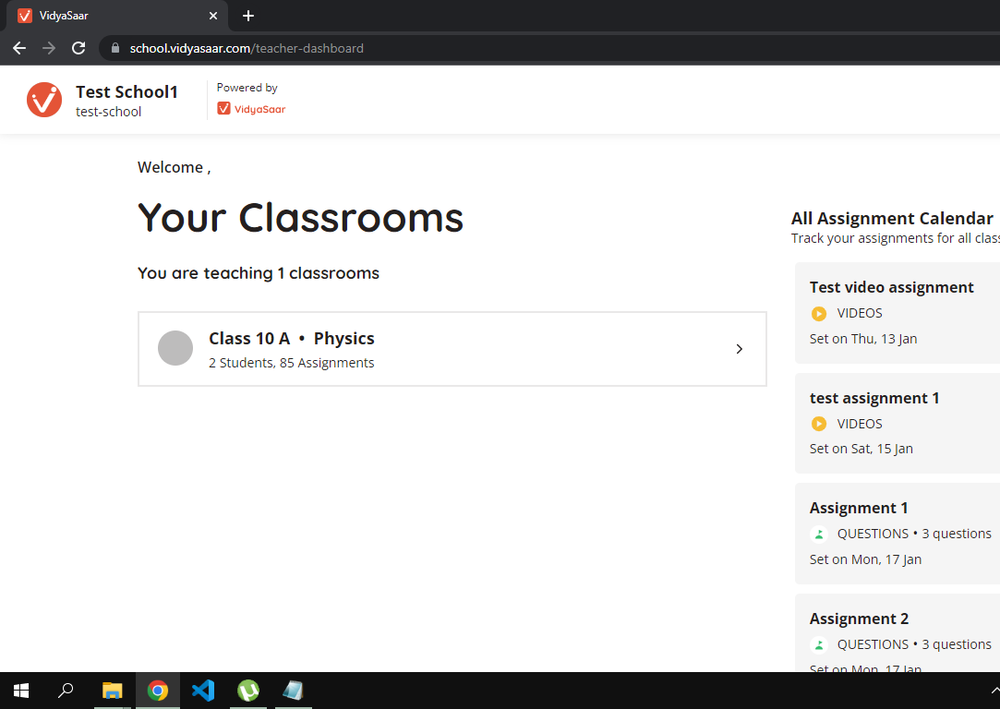 VidyaSaar
school.vidyasaar.com/teacher-dashboard
Test School1
test-school
Powered by
VidyaSaar
Welcome ,
Your Classrooms
You are teaching 1 classrooms
Class 10 A • Physics
2 Students, 85 Assignments
All Assignment Calendar
Track your assignments for all
Test video assignment
VIDEOS
Set on Thu, 13 Jan
test assignment 1
VIDEOS
Set on Sat, 15 Jan
Assignment 1
QUESTIONS • 3 questions
Set on Mon, 17 Jan
Assignment 2
QUESTIONS • 3 questions
Set on Mon, 17 Jan